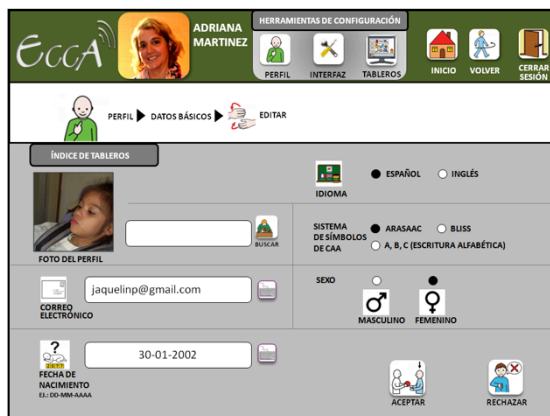 ECCA
ADRIANA
MARTINEZ
HERRAMIENTAS DE CONFIGURACIÓN
PERFIL
INTERFAZ
TABLEROS
INICIO
VOLVER
CERRAR
SESIÓN
PERFIL
DATOS BÁSICOS
EDITAR
ÍNDICE DE TABLEROS
FOTO DEL PERFIL
BUSCAR
IDIOMA
ESPAÑOL
INGLÉS
SISTEMA
DE SÍMBOLOS
DE CAA
ARASAAC
BLISS
A, B, C (ESCRITURA ALFABÉTICA)
CORREO
ELECTRÓNICO
jaquelinp@gmail.com
SEXO
MASCULINO
FEMENINO
?
FECHA DE
NACIMIENTO
EJ.: DD-MM-AAAA
30-01-2002
ACEPTAR
RECHAZAR